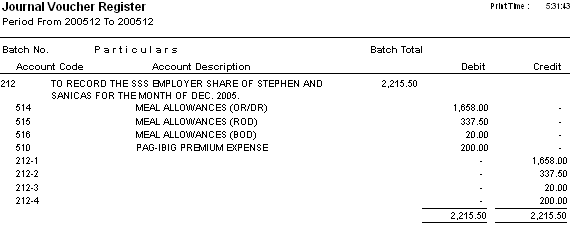 Journal Voucher Register Print Time : 5:31:43
Period From 200512 To 200512
Batch No. Particulars Batch Total
Account Code Account Description Debit Credit
212 TO RECORD THE SSS EMPLOYER SHARE OF STEPHEN AND 2,215.50
SANICAS FOR THE MONTH OF DEC. 2005.
514 MEAL ALLOWANCES (OR/DR) 1,658.00 -
515 MEAL ALLOWANCES (ROD) 337.50 -
516 MEAL ALLOWANCES (BOD) 20.00 -
510 PAG-IBIG PREMIUM EXPENSE 200.00 -
212-1 - 1,658.00
212-2 - 337.50
212-3 - 20.00
212-4 - 200.00
2,215.50 2,215.50